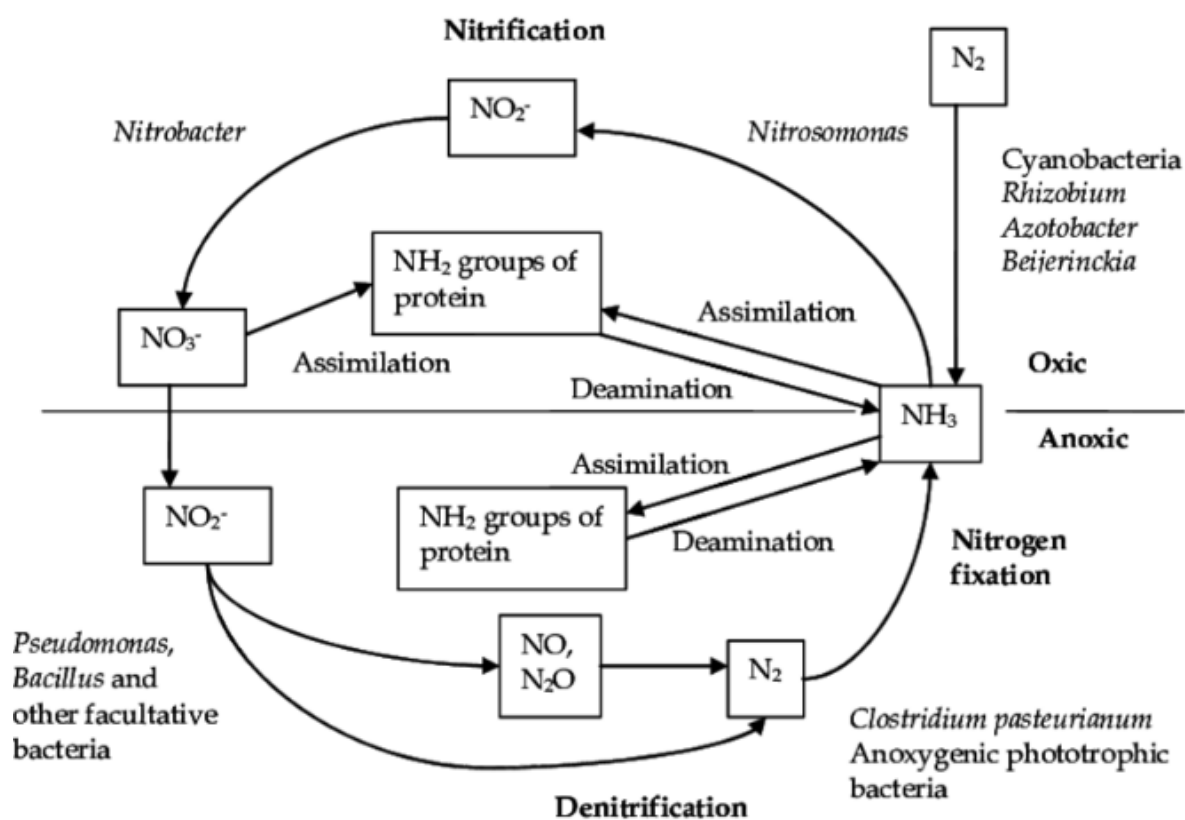 Nitrification
N₂
NO₂⁻
Nitrobacter
Nitrosomonas
Cyanobacteria
Rhizobium
Azotobacter
Beijerinckia
NH₂ groups of
protein
Assimilation
NO₃⁻
Assimilation
Deamination
Oxic
NH₃
Anoxic
Assimilation
NO₂⁻
NH₂ groups of
protein
Deamination
Nitrogen
fixation
Pseudomonas,
Bacillus and
other facultative
bacteria
NO,
N₂O
N₂
Clostridium pasteurianum
Anoxygenic phototrophic
bacteria
Denitrification